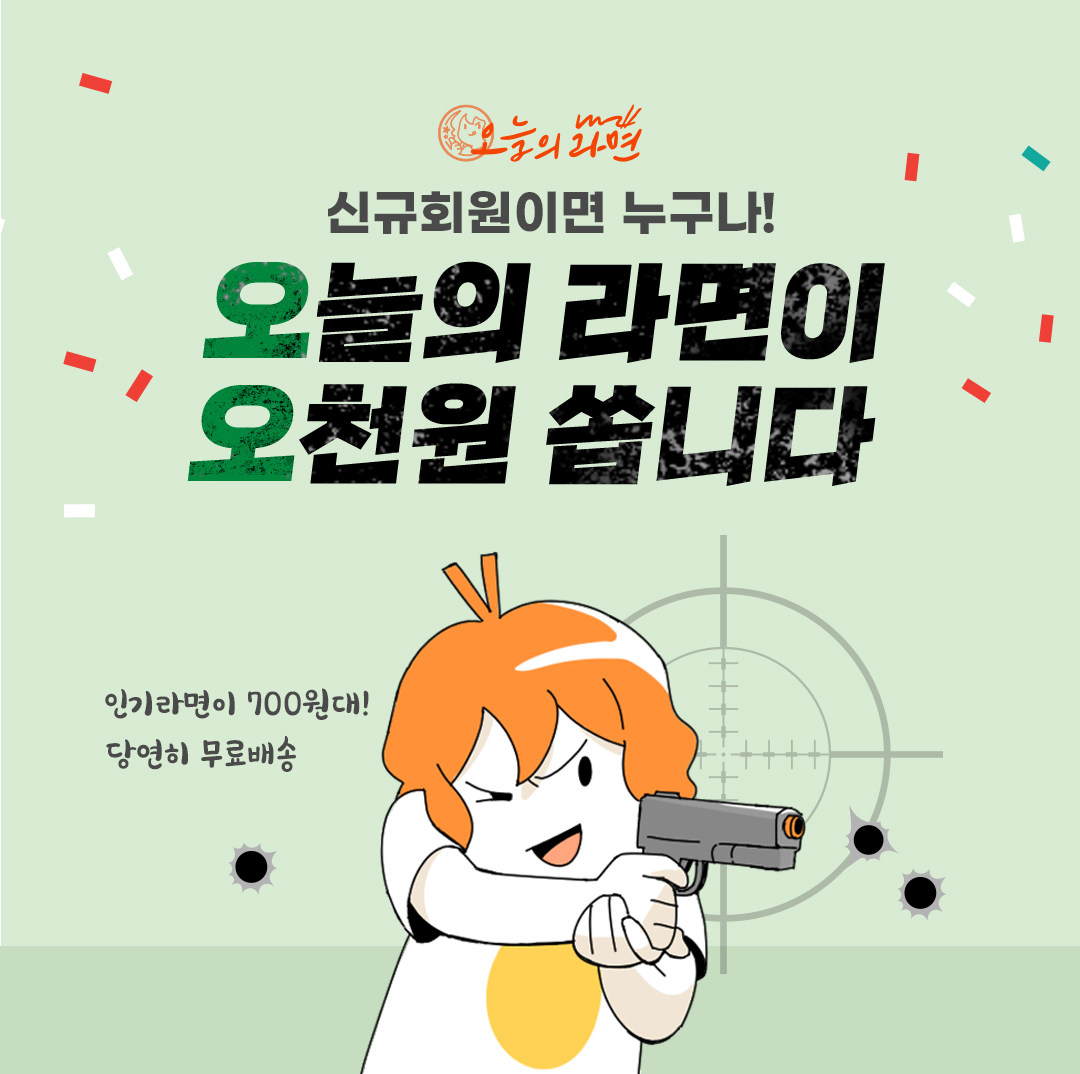 오늘의 라면
신규회원이면 누구나!
오늘의 라면이
오천원 쏩니다
인기라면이 700원대!
당연히 무료배송